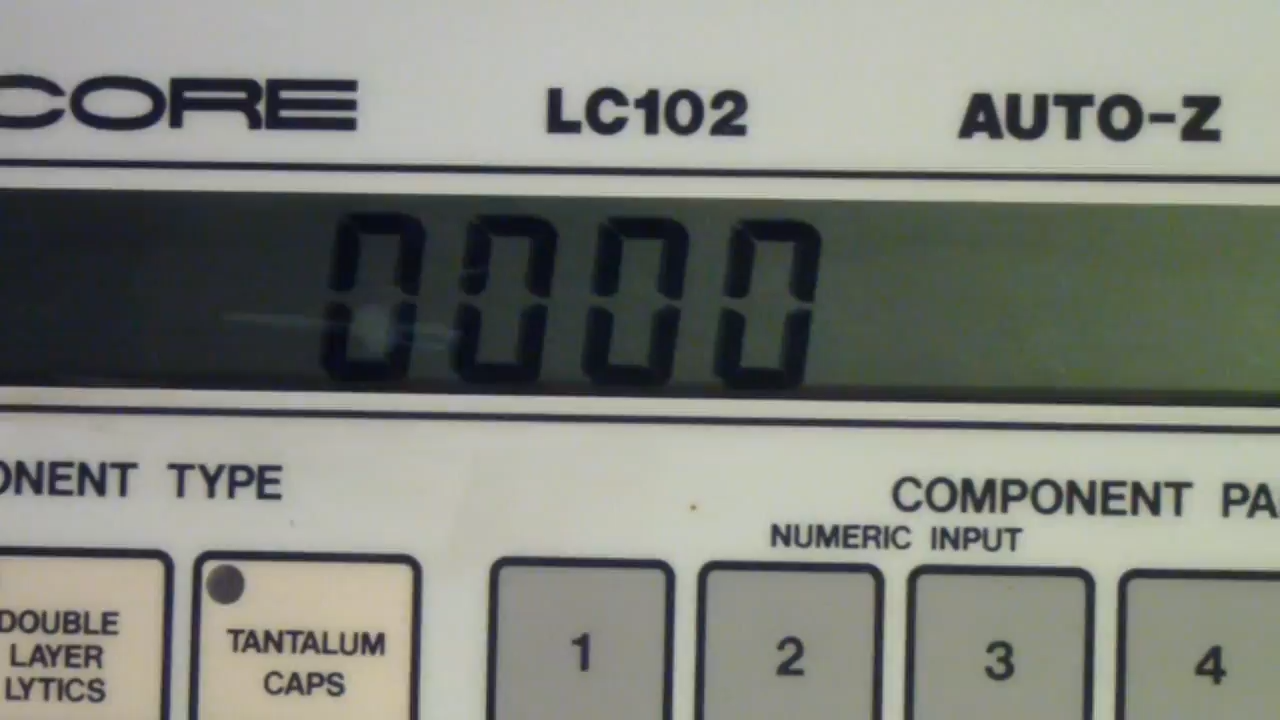 CORE LC102 AUTO-Z
0000
ONENT TYPE
COMPONENT PA
NUMERIC INPUT
DOUBLE
LAYER
LYTICS
TANTALUM
CAPS
1 2 3 4